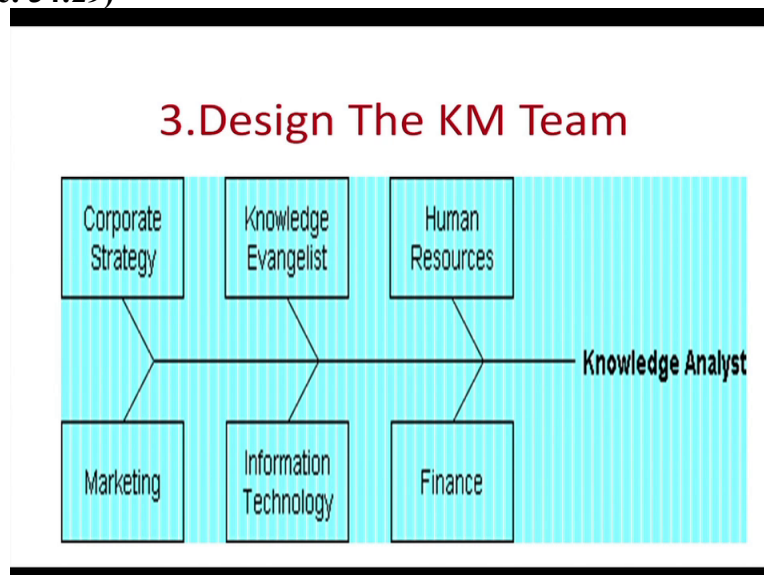 3.Design The KM Team
Corporate
Strategy
Knowledge
Evangelist
Human
Resources
Knowledge Analyst
Marketing
Information
Technology
Finance